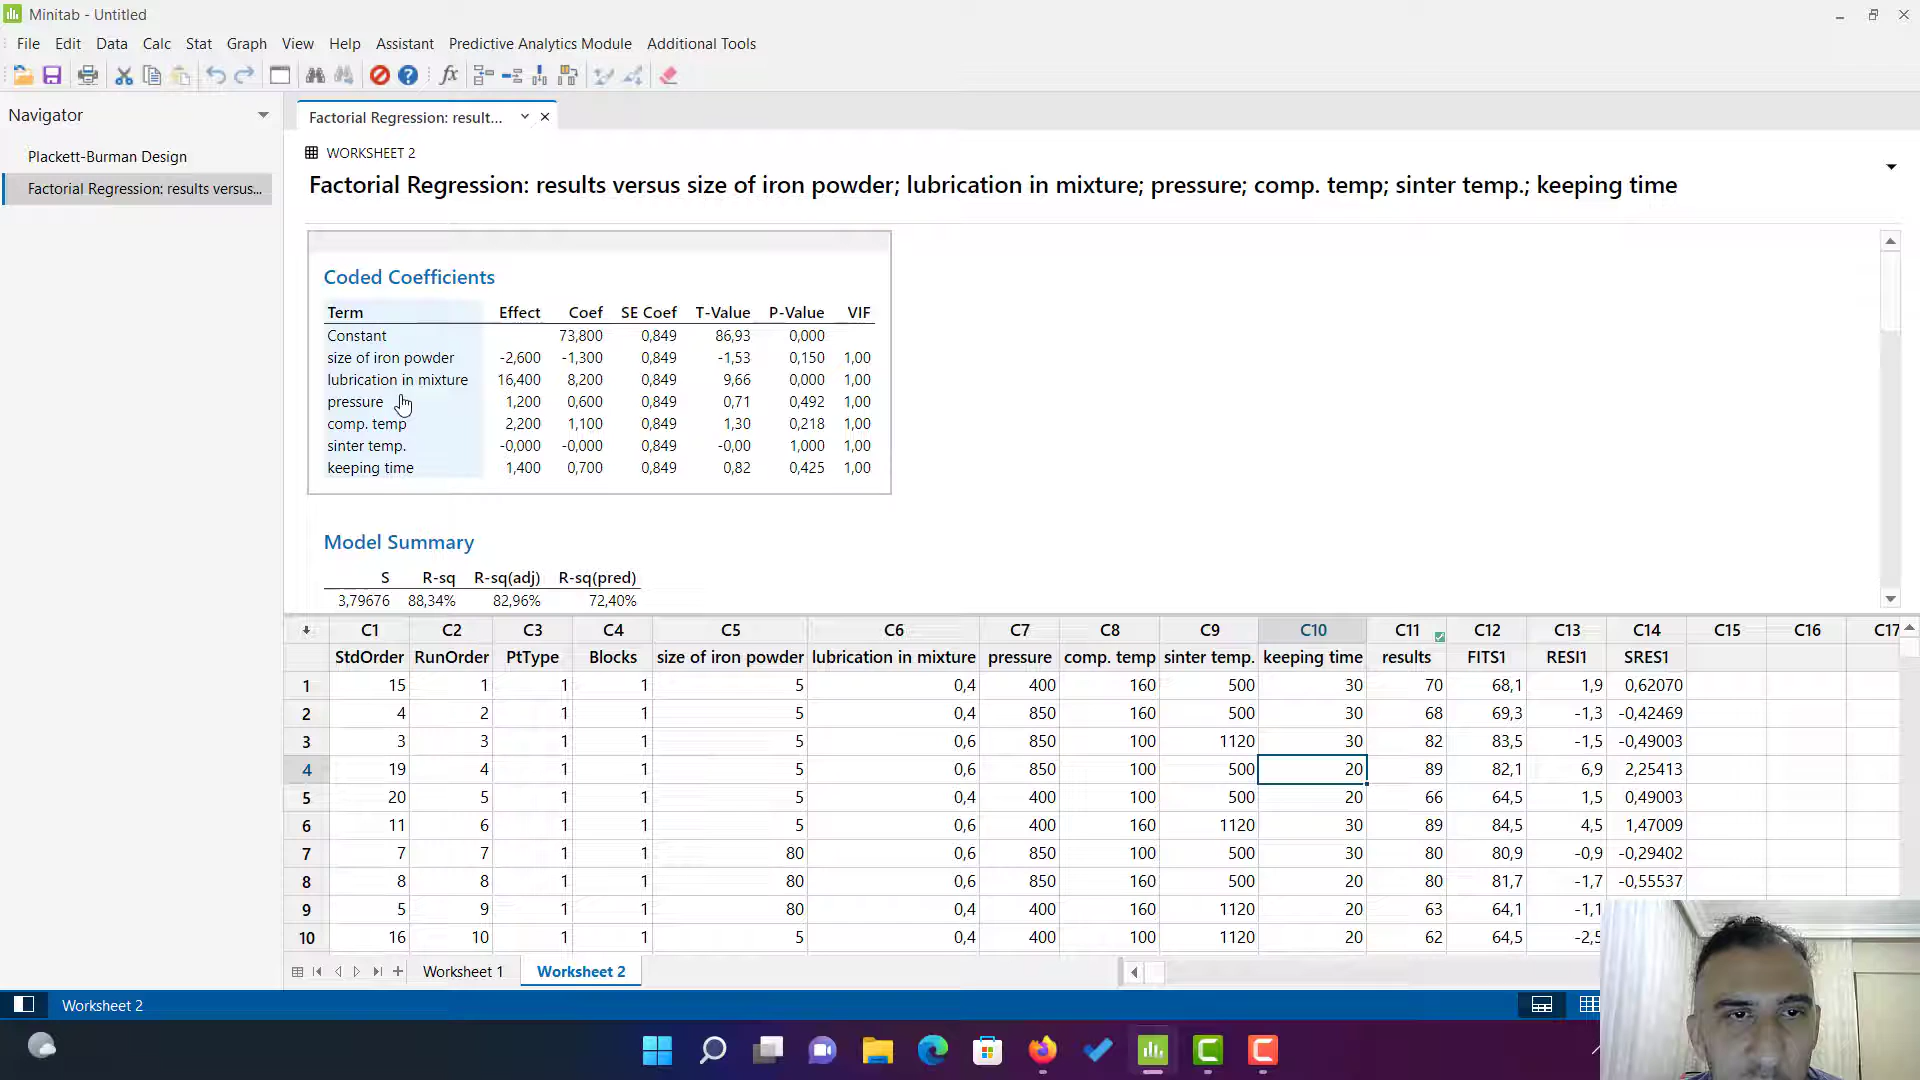 Minitab - Untitled
File Edit Data Calc Stat Graph View Help Assistant Predictive Analytics Module Additional Tools
Navigator
Plackett-Burman Design
Factorial Regression: results versus...
Factorial Regression: result...
WORKSHEET 2
Factorial Regression: results versus size of iron powder; lubrication in mixture; pressure; comp. temp; sinter temp.; keeping time
Coded Coefficients
Term Effect Coef SE Coef T-Value P-Value VIF
Constant 73,800 0,849 86,93 0,000
size of iron powder -2,600 -1,300 0,849 -1,53 0,150 1,00
lubrication in mixture 16,400 8,200 0,849 9,66 0,000 1,00
pressure 1,200 0,600 0,849 0,71 0,492 1,00
comp. temp 2,200 1,100 0,849 1,30 0,218 1,00
sinter temp. -0,000 -0,000 0,849 -0,00 1,000 1,00
keeping time 1,400 0,700 0,849 0,82 0,425 1,00
Model Summary
S R-sq R-sq(adj) R-sq(pred)
3,79676 88,34% 82,96% 72,40%
C1 C2 C3 C4 C5 C6 C7 C8 C9 C10 C11 C12 C13 C14 C15 C16 C17
StdOrder RunOrder PtType Blocks size of iron powder lubrication in mixture pressure comp. temp sinter temp. keeping time results FITS1 RESI1 SRES1
1 15 1 1 1 5 0,4 400 160 500 30 70 68,1 1,9 0,62070
2 4 2 1 1 5 0,4 850 160 500 30 68 69,3 -1,3 -0,42469
3 3 3 1 1 5 0,6 850 100 1120 30 82 83,5 -1,5 -0,49003
4 19 4 1 1 5 0,6 850 100 500 20 89 82,1 6,9 2,25413
5 20 5 1 1 5 0,4 400 100 500 20 66 64,5 1,5 0,49003
6 11 6 1 1 5 0,6 400 160 1120 30 89 84,5 4,5 1,47009
7 7 7 1 1 80 0,6 850 100 500 30 80 80,9 -0,9 -0,29402
8 8 8 1 1 80 0,6 850 160 500 20 80 81,7 -1,7 -0,55537
9 5 9 1 1 80 0,4 400 160 1120 20 63 64,1 -1,1
10 16 10 1 1 5 0,4 400 100 1120 20 62 64,5 -2,5
Worksheet 1 Worksheet 2
Worksheet 2